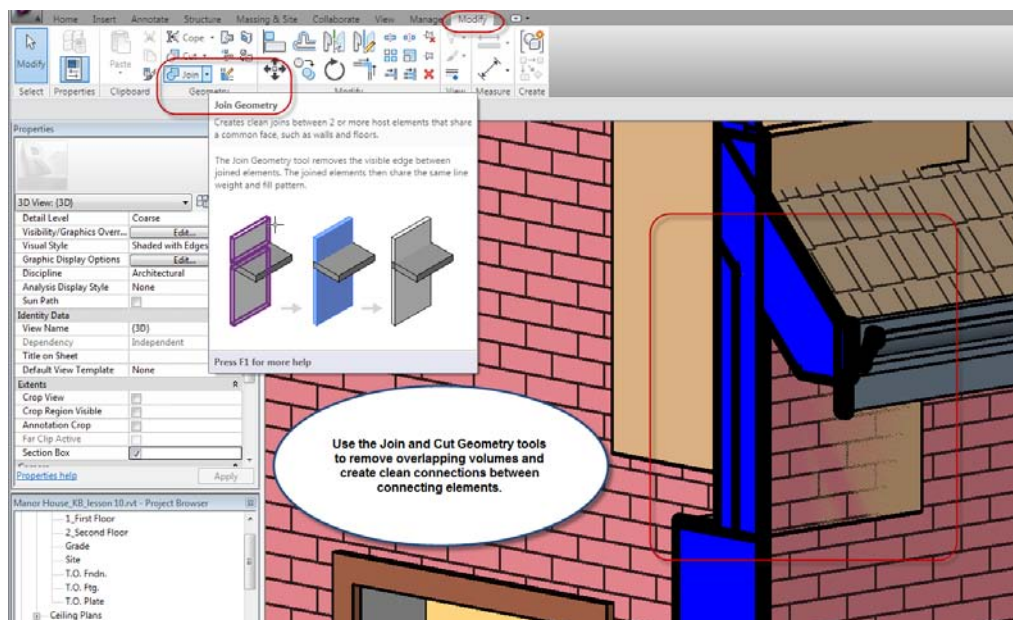 Home Insert Annotate Structure Massing & Site Collaborate View Manage Modify
Modify
Paste
Cope
Cut
Join
Select Properties Clipboard Geometry Modify View Measure Create
Join Geometry
Creates clean joins between 2 or more host elements that share
a common face, such as walls and floors.
The Join Geometry tool removes the visible edge between
joined elements. The joined elements then share the same line
weight and fill pattern.
Press F1 for more help
Properties
3D View: {3D}
Detail Level Coarse
Visibility/Graphics Overr... Edit...
Visual Style Shaded with Edges
Graphic Display Options Edit...
Discipline Architectural
Analysis Display Style None
Sun Path
Identity Data
View Name {3D}
Dependency Independent
Title on Sheet
Default View Template None
Extents
Crop View
Crop Region Visible
Annotation Crop
Far Clip Active
Section Box
Properties help Apply
Use the Join and Cut Geometry tools
to remove overlapping volumes and
create clean connections between
connecting elements.
Manor House_KB_lesson 10.rvt - Project Browser
1_First Floor
2_Second Floor
Grade
Site
T.O. Fndn.
T.O. Ftg.
T.O. Plate
Ceiling Plans